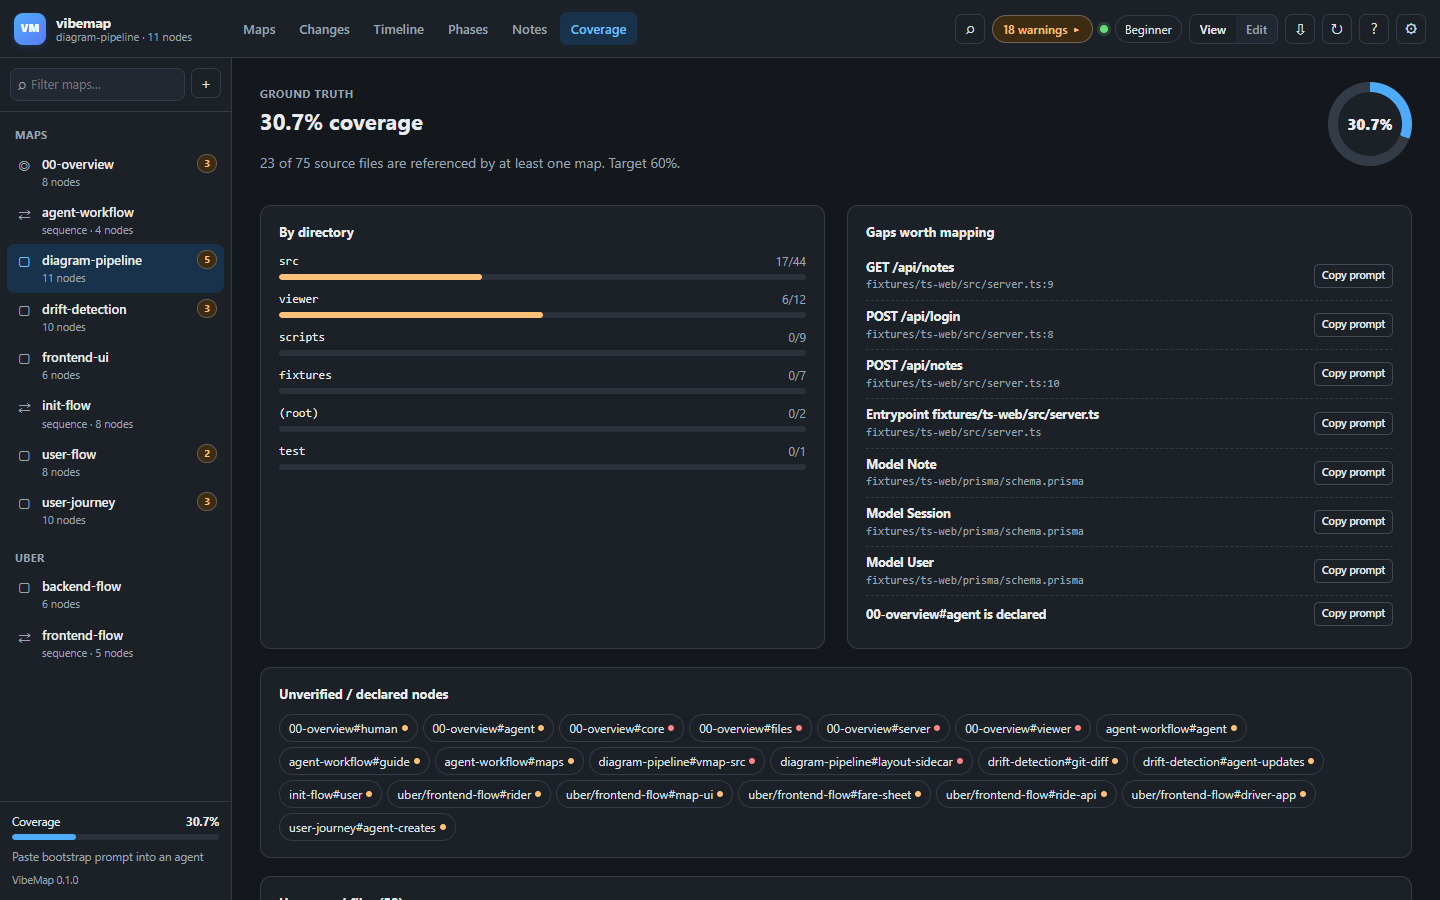 VM
vibemap
diagram-pipeline · 11 nodes
Maps
Changes
Timeline
Phases
Notes
Coverage
18 warnings ▸
Beginner
View
Edit
?
Filter maps...
+
MAPS
00-overview
3
8 nodes
agent-workflow
sequence · 4 nodes
diagram-pipeline
5
11 nodes
drift-detection
3
10 nodes
frontend-ui
6 nodes
init-flow
sequence · 8 nodes
user-flow
2
8 nodes
user-journey
3
10 nodes
UBER
backend-flow
6 nodes
frontend-flow
sequence · 5 nodes
Coverage
30.7%
Paste bootstrap prompt into an agent
VibeMap 0.1.0
GROUND TRUTH
30.7% coverage
23 of 75 source files are referenced by at least one map. Target 60%.
30.7%
By directory
src 17/44
viewer 6/12
scripts 0/9
fixtures 0/7
(root) 0/2
test 0/1
Gaps worth mapping
GET /api/notes
fixtures/ts-web/src/server.ts:9
Copy prompt
POST /api/login
fixtures/ts-web/src/server.ts:8
Copy prompt
POST /api/notes
fixtures/ts-web/src/server.ts:10
Copy prompt
Entrypoint fixtures/ts-web/src/server.ts
fixtures/ts-web/src/server.ts
Copy prompt
Model Note
fixtures/ts-web/prisma/schema.prisma
Copy prompt
Model Session
fixtures/ts-web/prisma/schema.prisma
Copy prompt
Model User
fixtures/ts-web/prisma/schema.prisma
Copy prompt
00-overview#agent is declared
Copy prompt
Unverified / declared nodes
00-overview#human 00-overview#agent 00-overview#core 00-overview#files 00-overview#server 00-overview#viewer agent-workflow#agent
agent-workflow#guide agent-workflow#maps diagram-pipeline#vmap-src diagram-pipeline#layout-sidecar drift-detection#git-diff drift-detection#agent-updates
init-flow#user uber/frontend-flow#rider uber/frontend-flow#map-ui uber/frontend-flow#fare-sheet uber/frontend-flow#ride-api uber/frontend-flow#driver-app
user-journey#agent-creates